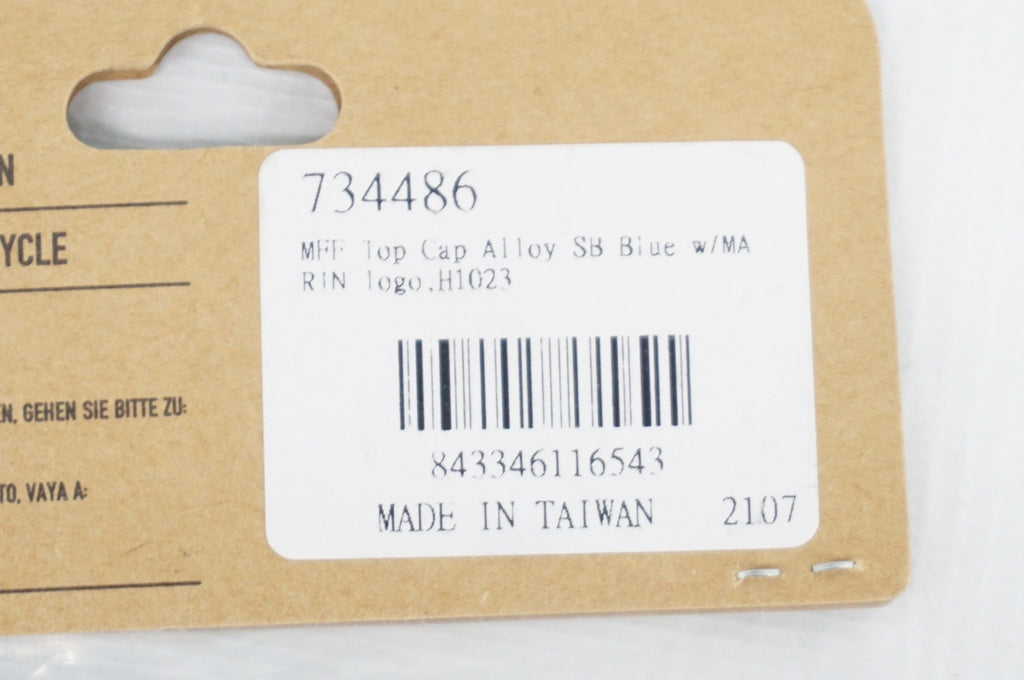 N
YCLE
EN, GEHEN SIE BITTE ZU:
TO, VAYA A:
734486
MFF Top Cap Alloy SB Blue w/MA
RIN logo,H1023
843346116543
MADE IN TAIWAN 2107